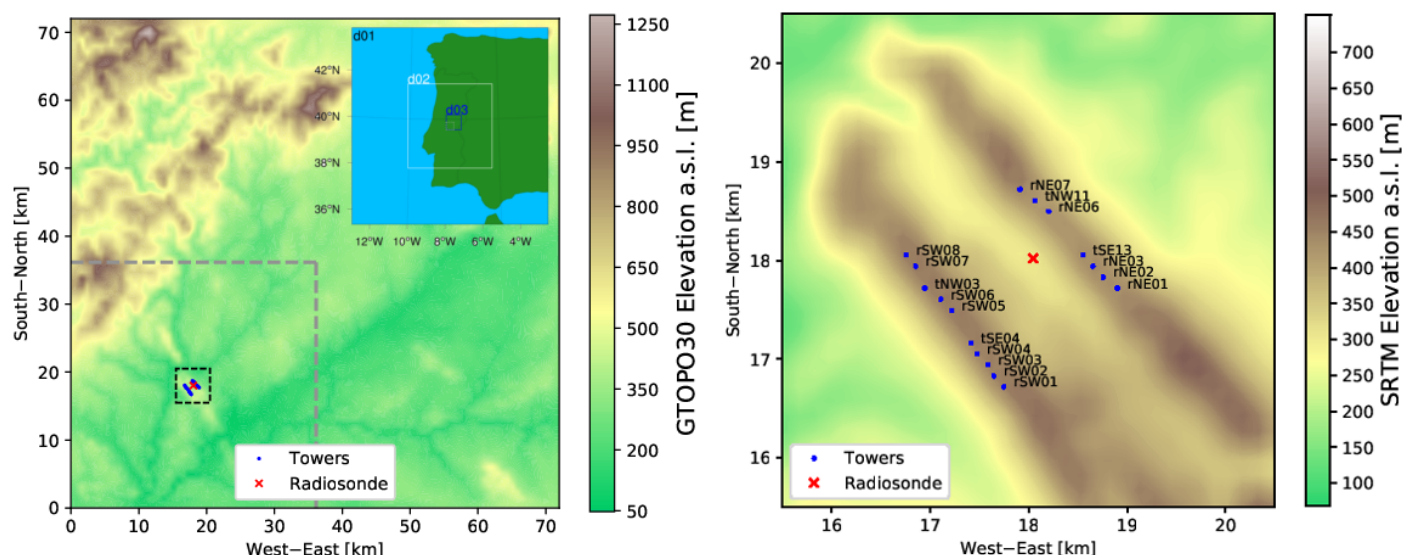 70
60
50
40
30
20
10
0
South−North [km]
0
10
20
30
40
50
60
70
West−East [km]
d01
d02
d03
42°N
40°N
38°N
36°N
12°W
10°W
8°W
6°W
4°W
Towers
Radiosonde
1250
1100
950
800
650
500
350
200
50
GTOPO30 Elevation a.s.l. [m]
20
19
18
17
16
South−North [km]
16
17
18
19
20
West−East [km]
rNE07
tNW11
rNE06
rSW08
rSW07
tSE13
rNE03
rNE02
rNE01
tNW03
rSW06
rSW05
tSE04
rSW04
rSW03
rSW02
rSW01
Towers
Radiosonde
700
650
600
550
500
450
400
350
300
250
200
150
100
SRTM Elevation a.s.l. [m]